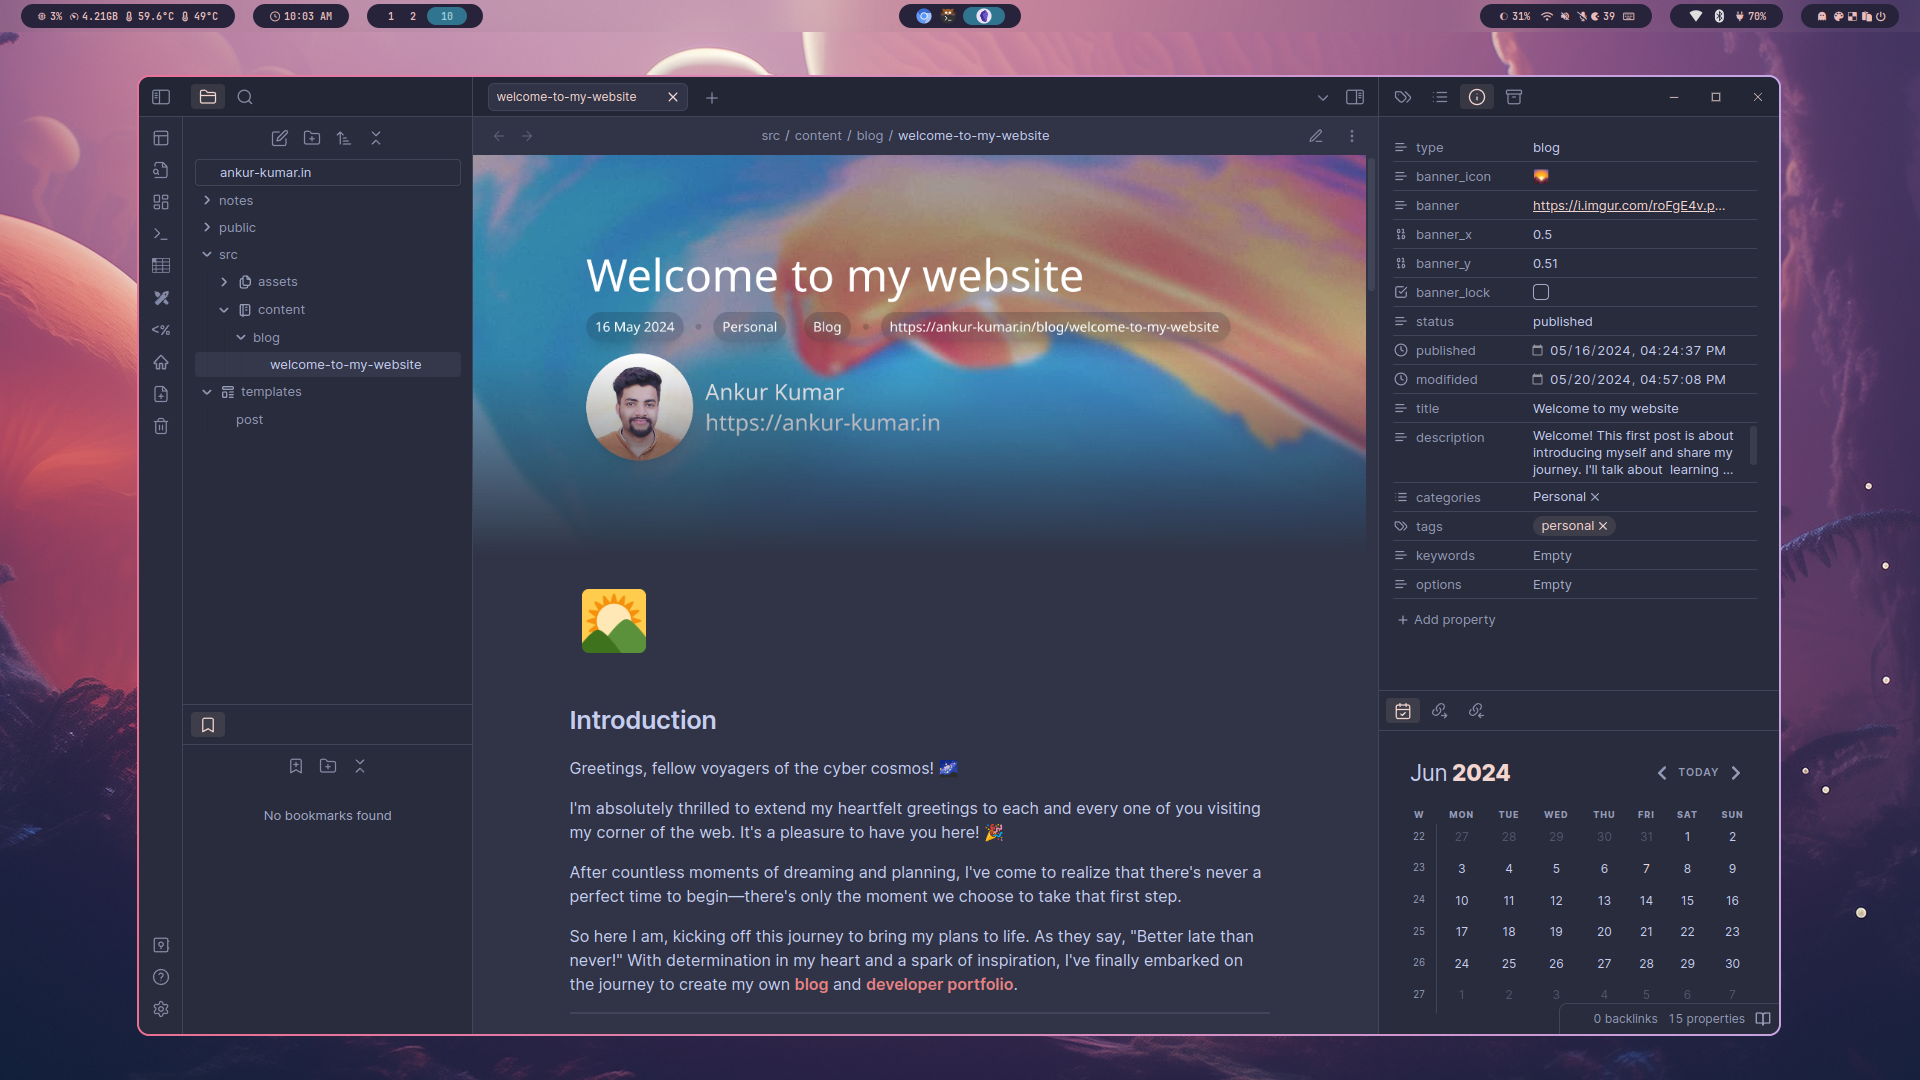 3% 4.21GB 59.6°C 49°C
10:03 AM
1 2 10
31% 39
70%
welcome-to-my-website
src / content / blog / welcome-to-my-website
ankur-kumar.in
notes
public
src
assets
content
blog
welcome-to-my-website
templates
post
No bookmarks found
Welcome to my website
16 May 2024 • Personal Blog • https://ankur-kumar.in/blog/welcome-to-my-website
Ankur Kumar
https://ankur-kumar.in
Introduction
Greetings, fellow voyagers of the cyber cosmos! 🌌
I'm absolutely thrilled to extend my heartfelt greetings to each and every one of you visiting
my corner of the web. It's a pleasure to have you here! 🎉
After countless moments of dreaming and planning, I've come to realize that there's never a
perfect time to begin—there's only the moment we choose to take that first step.
So here I am, kicking off this journey to bring my plans to life. As they say, "Better late than
never!" With determination in my heart and a spark of inspiration, I've finally embarked on
the journey to create my own blog and developer portfolio.
type blog
banner_icon 🌄
banner https://i.imgur.com/roFgE4v.p...
banner_x 0.5
banner_y 0.51
banner_lock
status published
published 05/16/2024, 04:24:37 PM
modifided 05/20/2024, 04:57:08 PM
title Welcome to my website
description Welcome! This first post is about
introducing myself and share my
journey. I'll talk about learning ...
categories Personal ×
tags personal ×
keywords Empty
options Empty
+ Add property
Jun 2024 TODAY
W MON TUE WED THU FRI SAT SUN
22 27 28 29 30 31 1 2
23 3 4 5 6 7 8 9
24 10 11 12 13 14 15 16
25 17 18 19 20 21 22 23
26 24 25 26 27 28 29 30
27 1 2 3 4 5 6 7
0 backlinks 15 properties